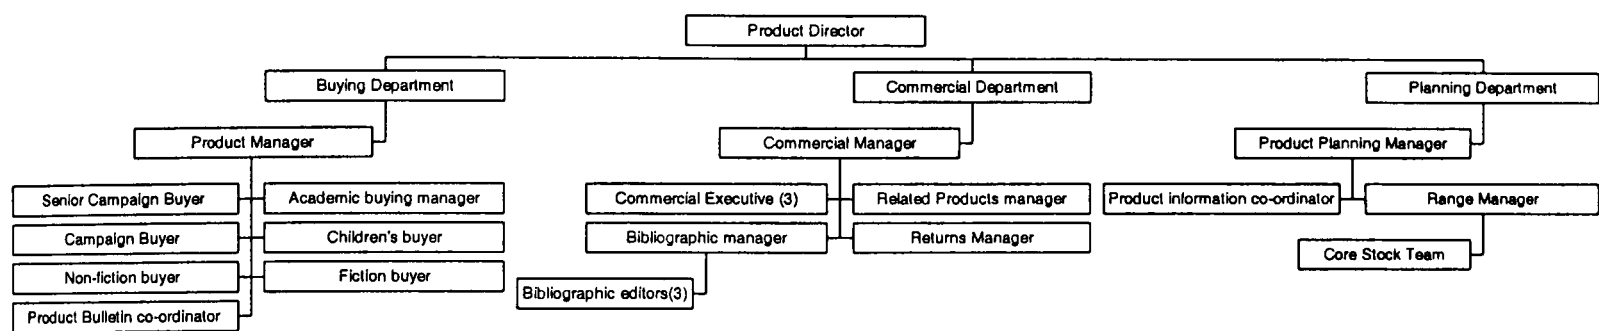 Product Director
Buying Department
Commercial Department
Planning Department
Product Manager
Commercial Manager
Product Planning Manager
Senior Campaign Buyer
Academic buying manager
Commercial Executive (3)
Related Products manager
Product information co-ordinator
Range Manager
Campaign Buyer
Children's buyer
Bibliographic manager
Returns Manager
Core Stock Team
Non-fiction buyer
Fiction buyer
Bibliographic editors(3)
Product Bulletin co-ordinator